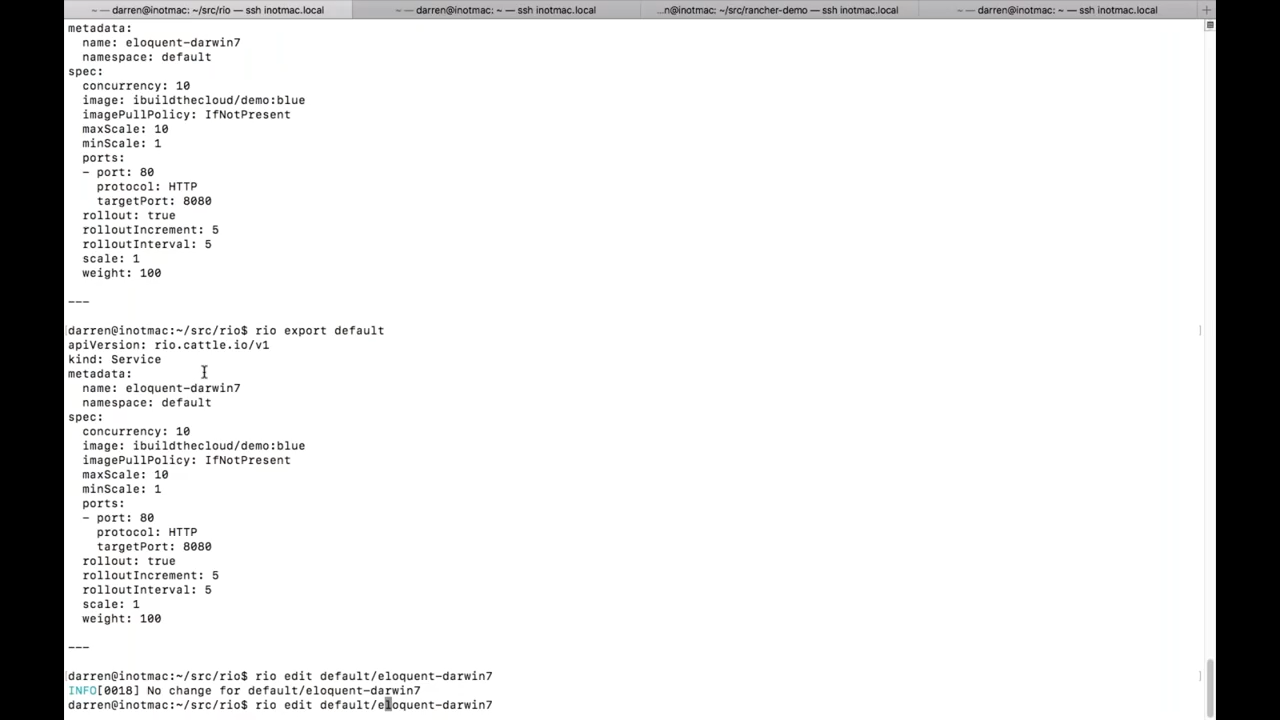 ~ — darren@inotmac: ~/src/rio — ssh inotmac.local
~ — darren@inotmac: ~ — ssh inotmac.local
...n@inotmac: ~/src/rancher-demo — ssh inotmac.local
~ — darren@inotmac: ~ — ssh inotmac.local
metadata:
  name: eloquent-darwin7
  namespace: default
spec:
  concurrency: 10
  image: ibuildthecloud/demo:blue
  imagePullPolicy: IfNotPresent
  maxScale: 10
  minScale: 1
  ports:
  - port: 80
    protocol: HTTP
    targetPort: 8080
  rollout: true
  rolloutIncrement: 5
  rolloutInterval: 5
  scale: 1
  weight: 100
---
darren@inotmac:~/src/rio$ rio export default
apiVersion: rio.cattle.io/v1
kind: Service
metadata:
  name: eloquent-darwin7
  namespace: default
spec:
  concurrency: 10
  image: ibuildthecloud/demo:blue
  imagePullPolicy: IfNotPresent
  maxScale: 10
  minScale: 1
  ports:
  - port: 80
    protocol: HTTP
    targetPort: 8080
  rollout: true
  rolloutIncrement: 5
  rolloutInterval: 5
  scale: 1
  weight: 100
---
darren@inotmac:~/src/rio$ rio edit default/eloquent-darwin7
INFO[0018] No change for default/eloquent-darwin7
darren@inotmac:~/src/rio$ rio edit default/eloquent-darwin7